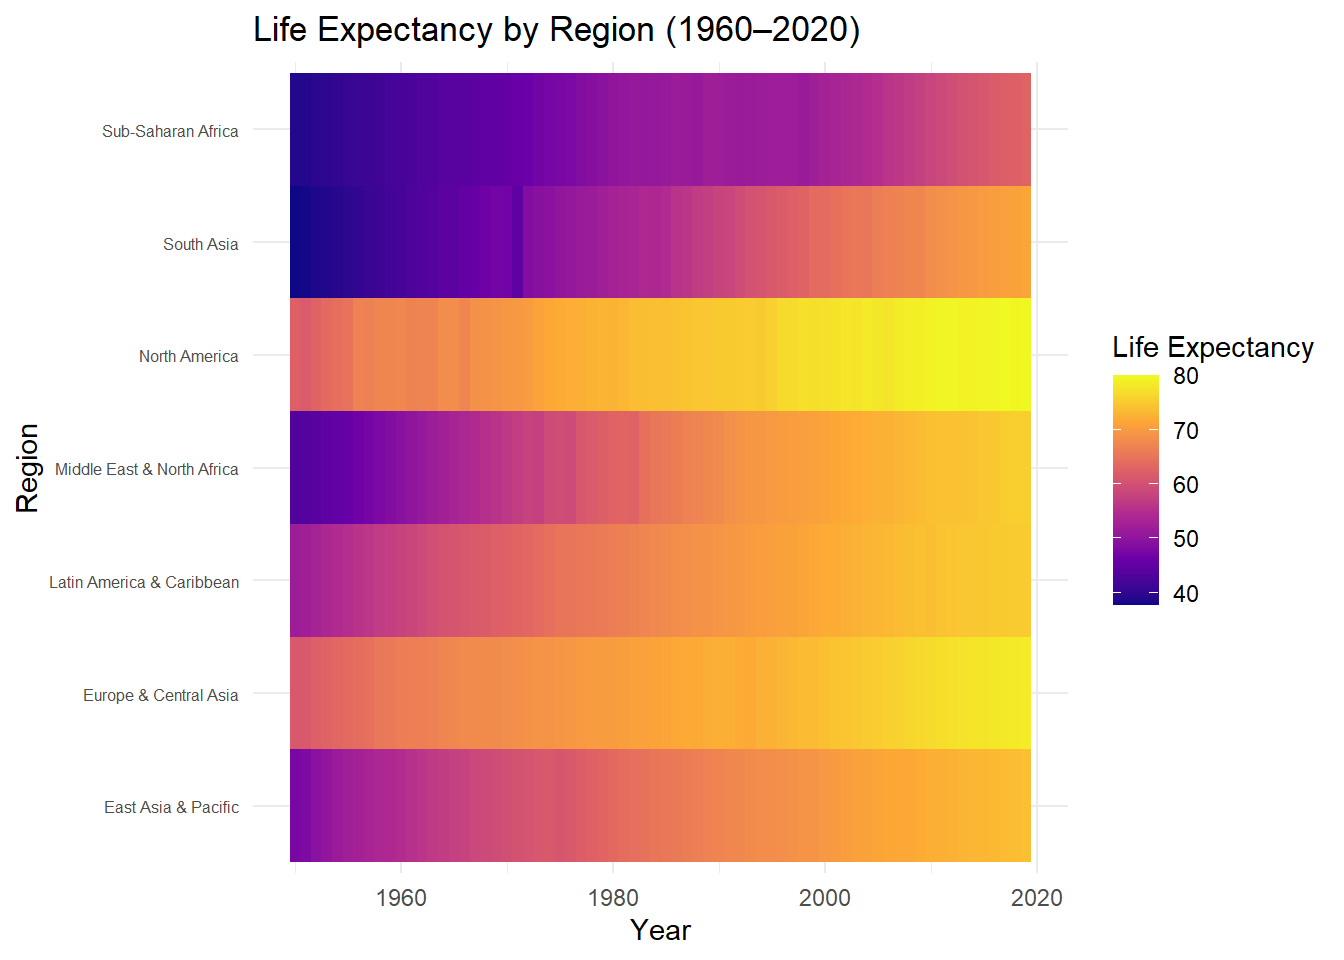 Life Expectancy by Region (1960–2020)
Sub-Saharan Africa
South Asia
North America
Middle East & North Africa
Latin America & Caribbean
Europe & Central Asia
East Asia & Pacific
Region
1960
1980
2000
2020
Year
Life Expectancy
80
70
60
50
40